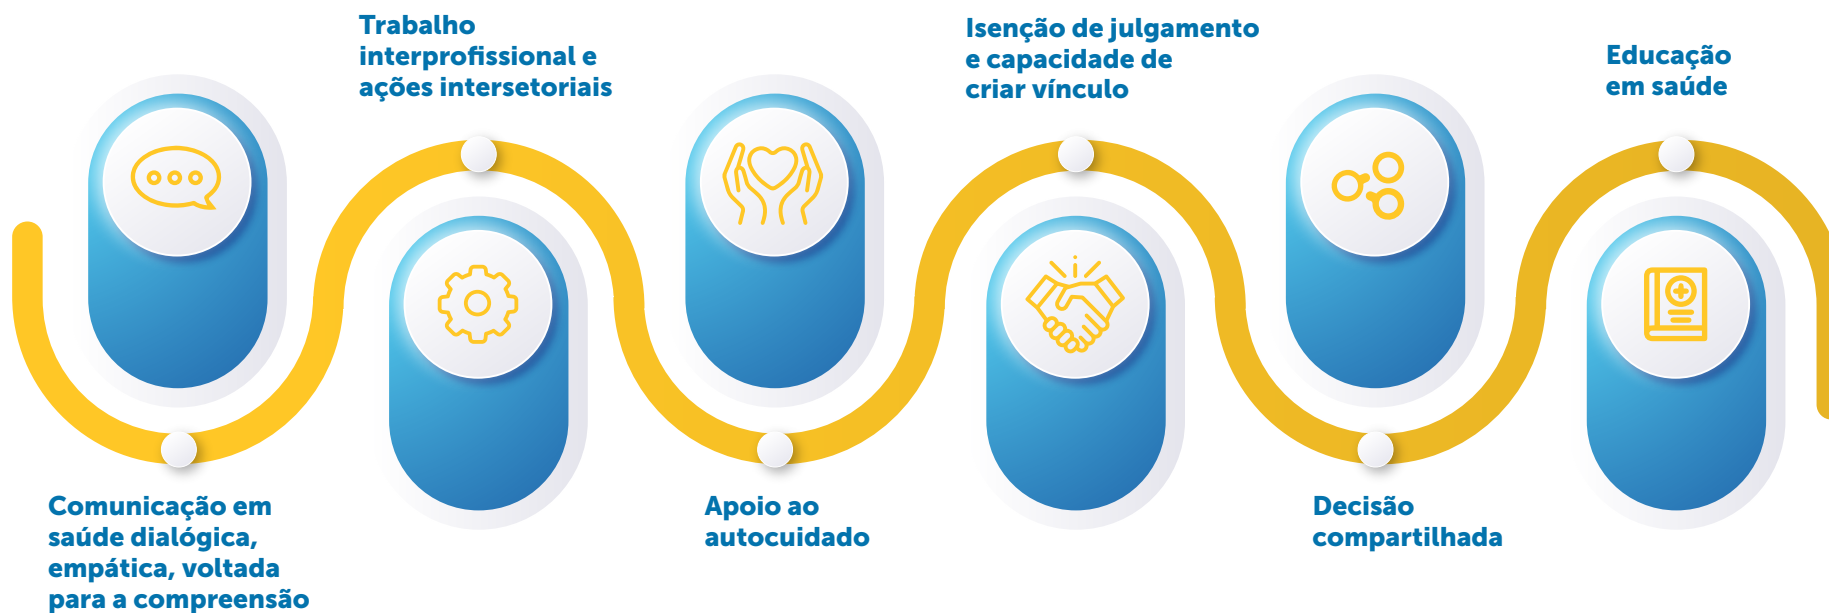 Comunicação em
saúde dialógica,
empática, voltada
para a compreensão
Trabalho
interprofissional e
ações intersetoriais
Apoio ao
autocuidado
Isenção de julgamento
e capacidade de
criar vínculo
Decisão
compartilhada
Educação
em saúde